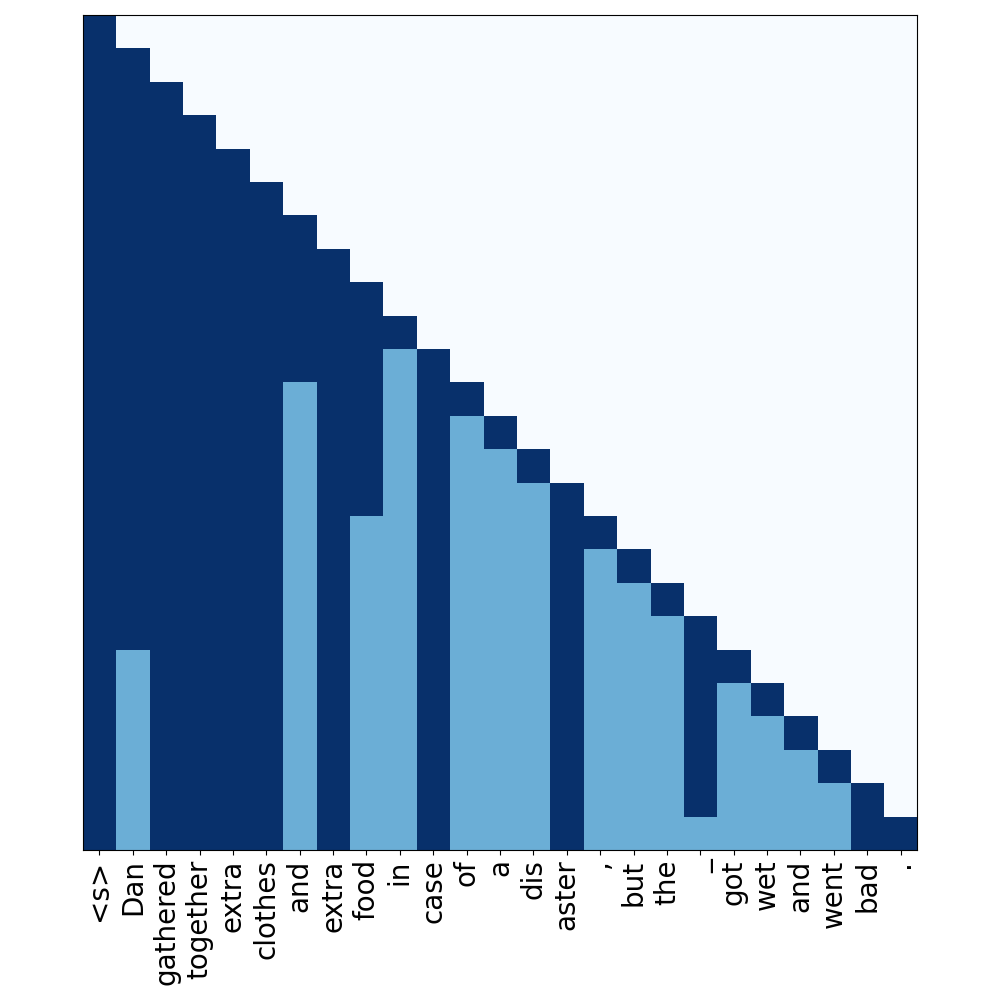 <s>
Dan
gathered
together
extra
clothes
and
extra
food
in
case
of
a
dis
aster
,
but
the
_
got
wet
and
went
bad
.